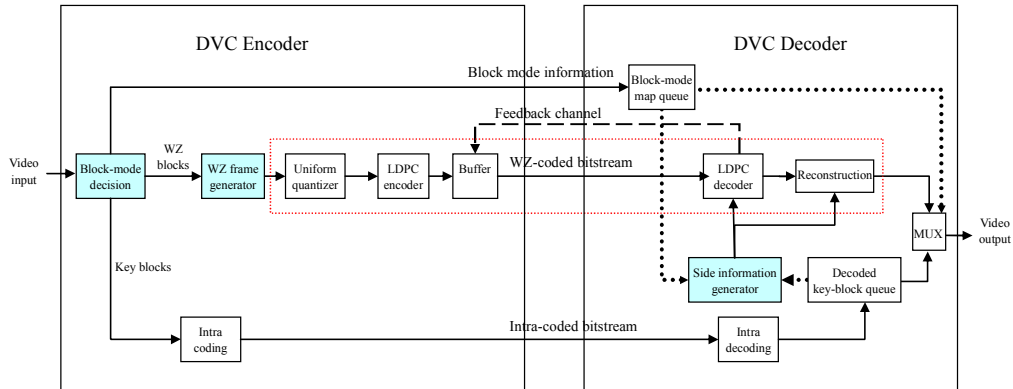 DVC Encoder
DVC Decoder
Block mode information
Block-mode
map queue
Feedback channel
Video
input
Block-mode
decision
WZ
blocks
WZ frame
generator
Uniform
quantizer
LDPC
encoder
Buffer
WZ-coded bitstream
LDPC
decoder
Reconstruction
MUX
Video
output
Key blocks
Side information
generator
Decoded
key-block queue
Intra
coding
Intra-coded bitstream
Intra
decoding